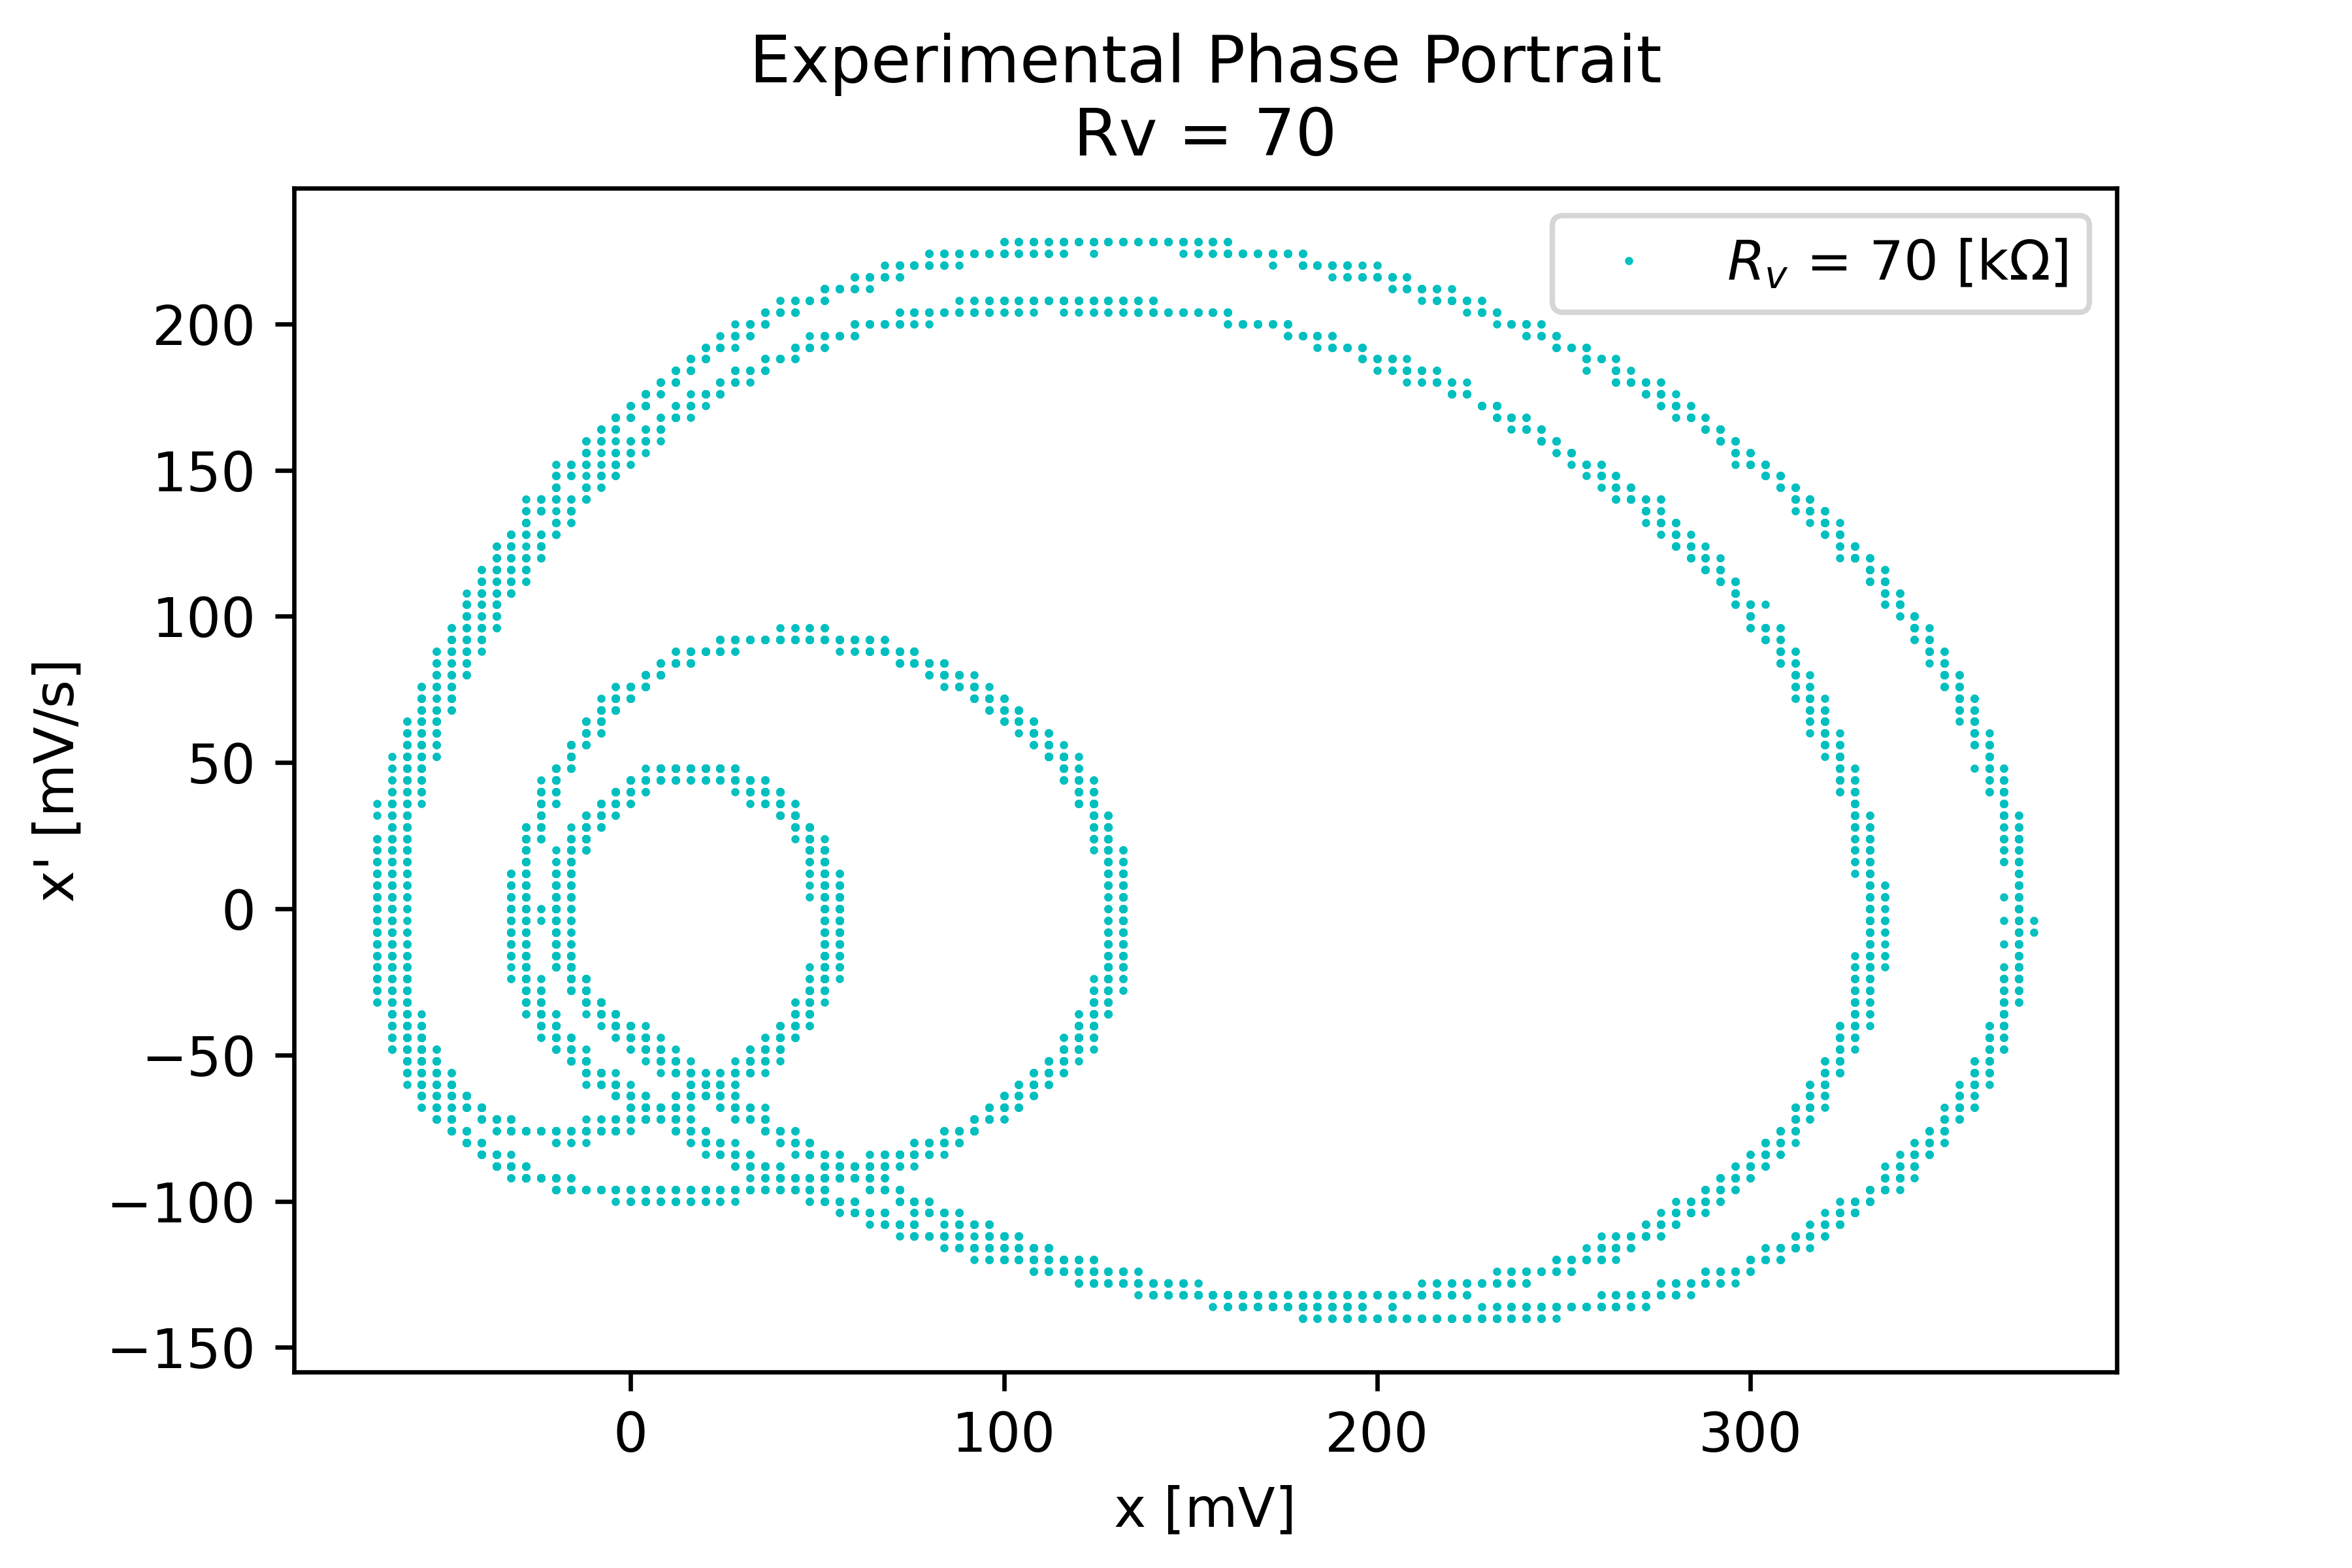 Experimental Phase Portrait
Rv = 70
R_v = 70 [kΩ]
x' [mV/s]
200
150
100
50
0
−50
−100
−150
0 100 200 300
x [mV]